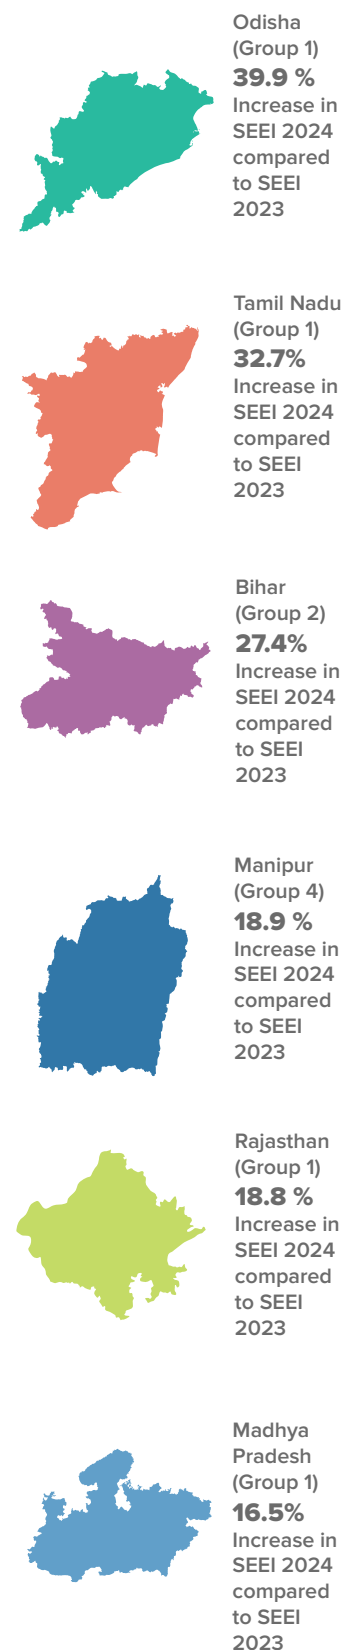 Odisha
(Group 1)
39.9 %
Increase in
SEEI 2024
compared
to SEEI
2023
Tamil Nadu
(Group 1)
32.7%
Increase in
SEEI 2024
compared
to SEEI
2023
Bihar
(Group 2)
27.4%
Increase in
SEEI 2024
compared
to SEEI
2023
Manipur
(Group 4)
18.9 %
Increase in
SEEI 2024
compared
to SEEI
2023
Rajasthan
(Group 1)
18.8 %
Increase in
SEEI 2024
compared
to SEEI
2023
Madhya
Pradesh
(Group 1)
16.5%
Increase in
SEEI 2024
compared
to SEEI
2023